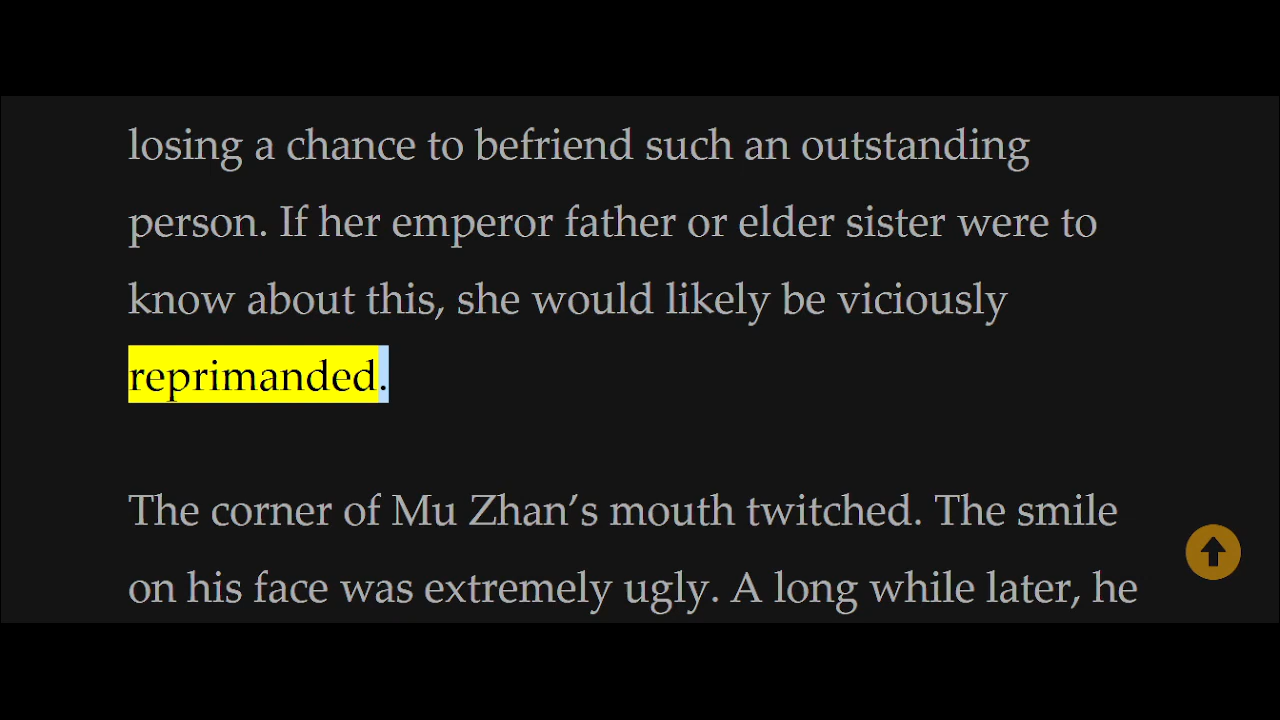 losing a chance to befriend such an outstanding
person. If her emperor father or elder sister were to
know about this, she would likely be viciously
reprimanded.
The corner of Mu Zhan’s mouth twitched. The smile
on his face was extremely ugly. A long while later, he